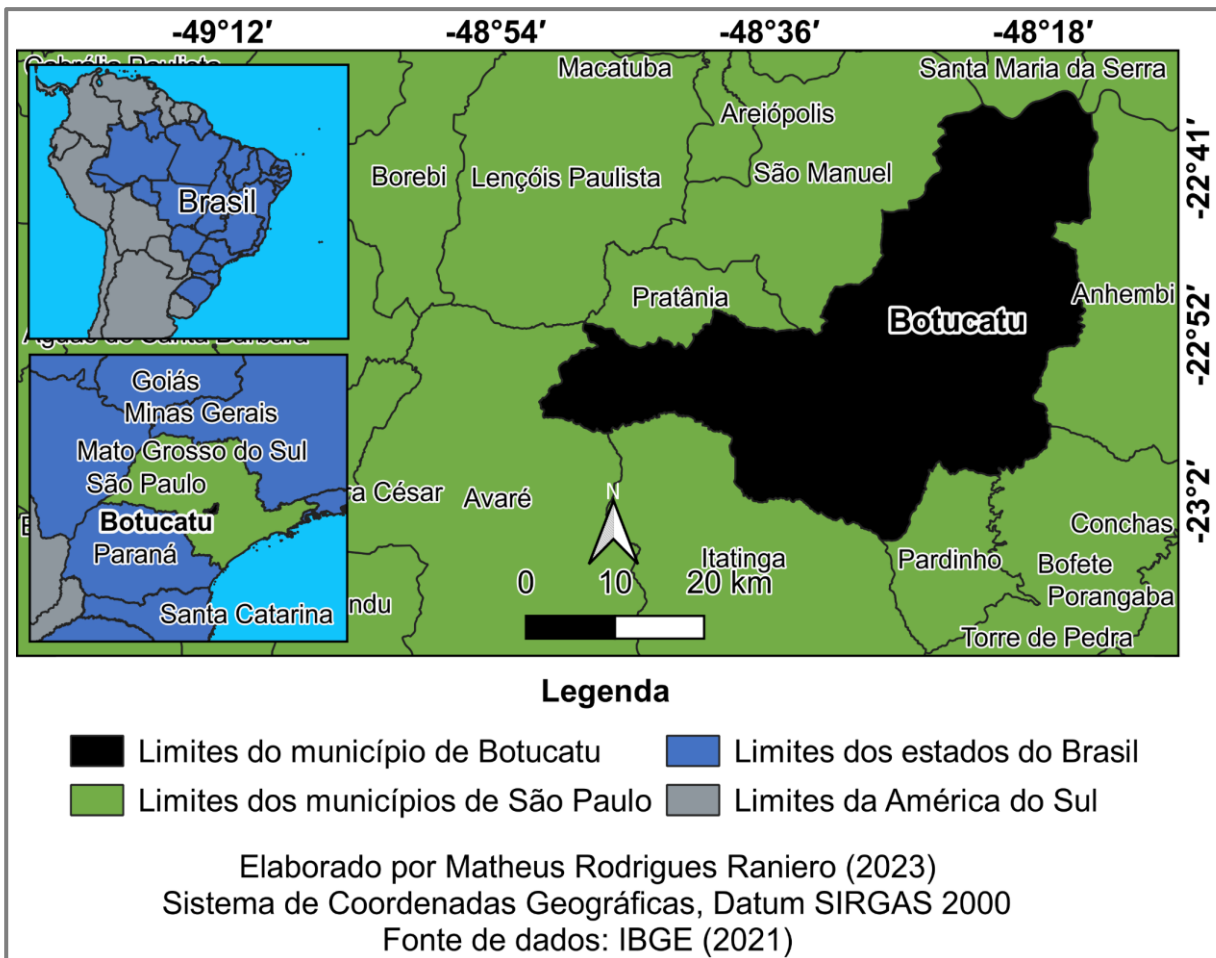 -49°12′ -48°54′ -48°36′ -48°18′
Macatuba
Santa Maria da Serra
Areiópolis
-22°41′
Brasil
Borebi
Lençóis Paulista
São Manuel
Pratânia
Anhembi
Botucatu
-22°52′
Goiás
Minas Gerais
Mato Grosso do Sul
São Paulo
Botucatu
Paraná
Santa Catarina
ra César
Avaré
N
-23°2′
Conchas
Itatinga
Pardinho
Bofete
0 10 20 km
Porangaba
ndu
Torre de Pedra
Legenda
Limites do município de Botucatu
Limites dos estados do Brasil
Limites dos municípios de São Paulo
Limites da América do Sul
Elaborado por Matheus Rodrigues Raniero (2023)
Sistema de Coordenadas Geográficas, Datum SIRGAS 2000
Fonte de dados: IBGE (2021)